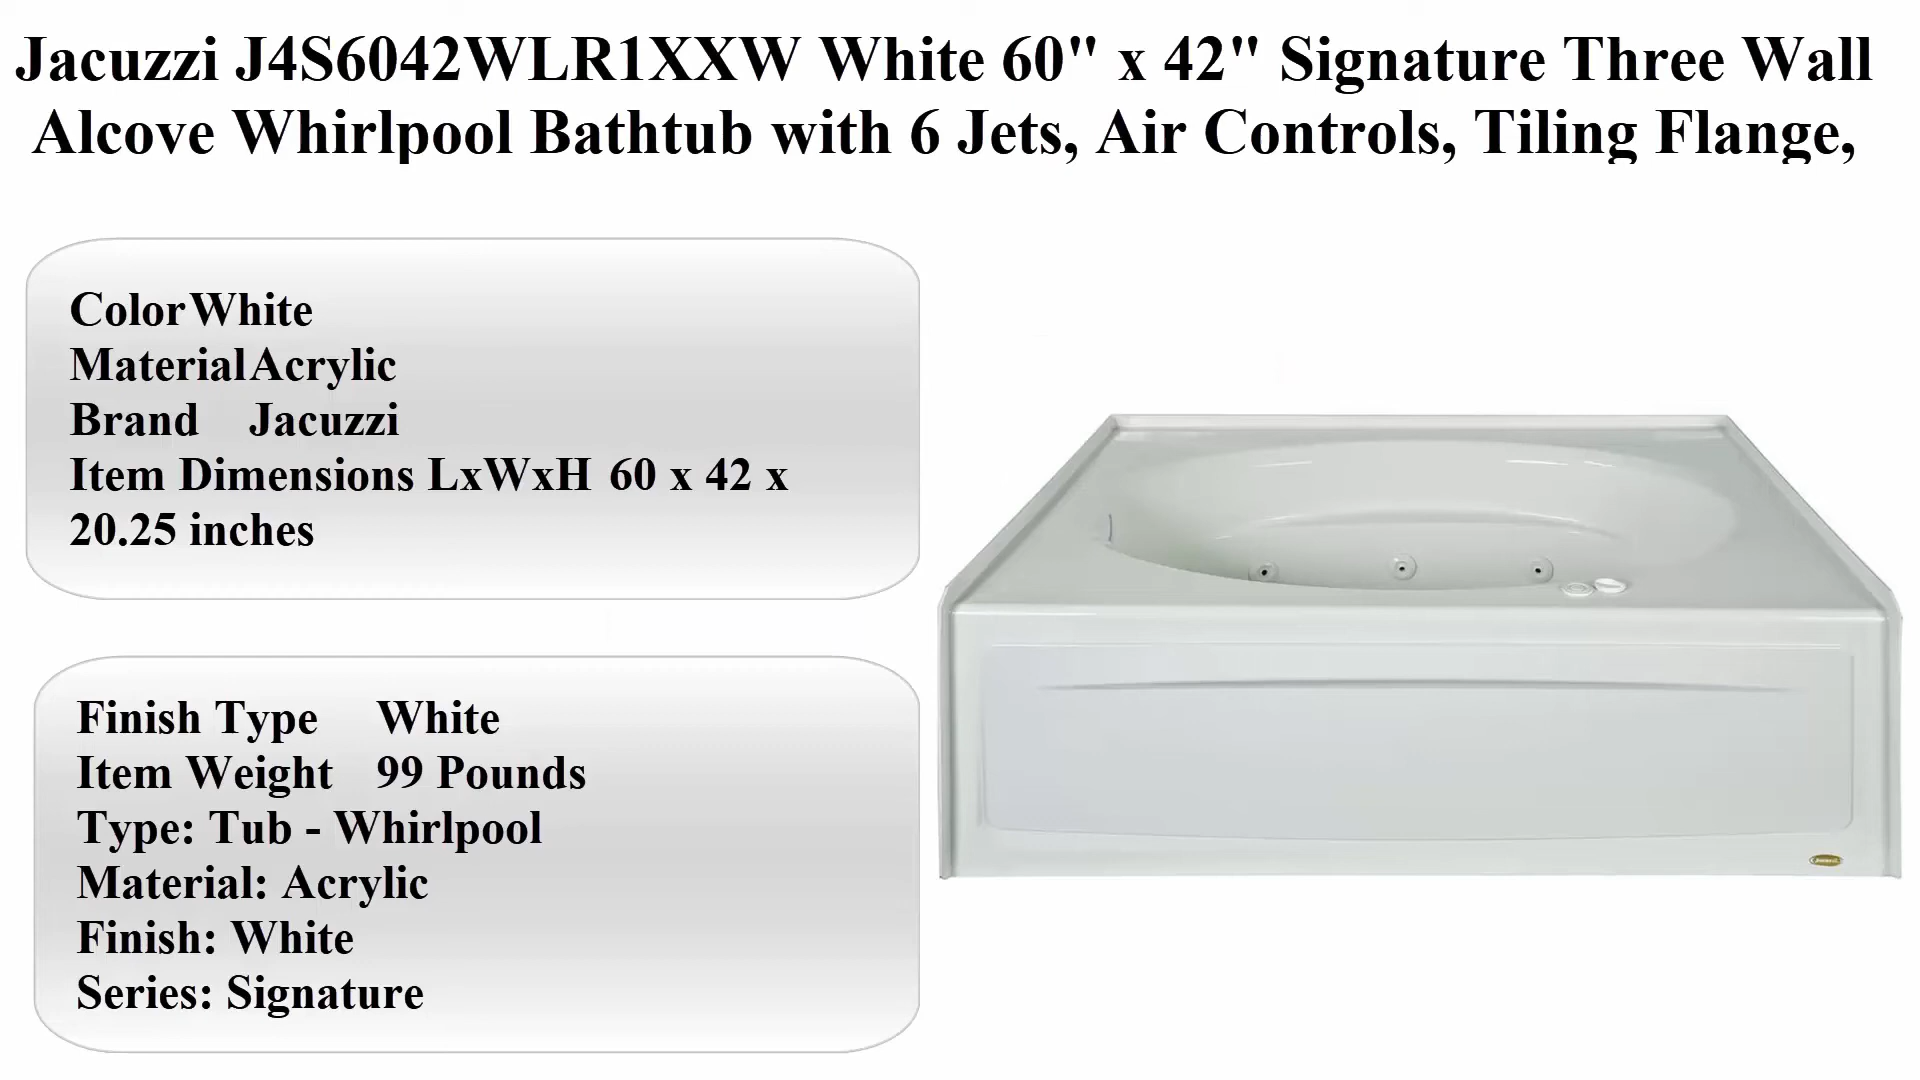 Jacuzzi J4S6042WLR1XXW White 60" x 42" Signature Three Wall
Alcove Whirlpool Bathtub with 6 Jets, Air Controls, Tiling Flange,
Color White
Material Acrylic
Brand Jacuzzi
Item Dimensions LxWxH 60 x 42 x
20.25 inches
Finish Type White
Item Weight 99 Pounds
Type: Tub - Whirlpool
Material: Acrylic
Finish: White
Series: Signature